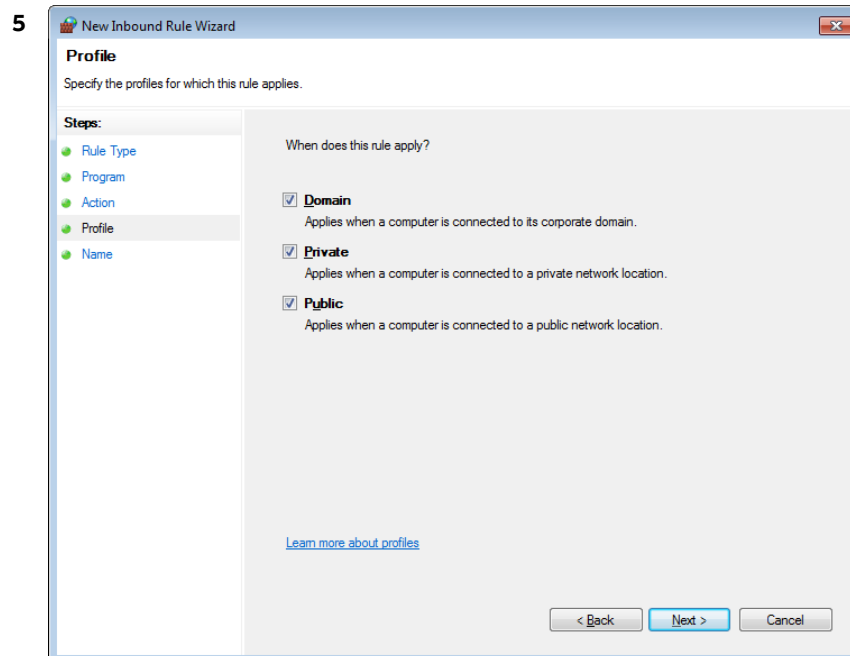 5
New Inbound Rule Wizard
Profile
Specify the profiles for which this rule applies.
Steps:
Rule Type
Program
Action
Profile
Name
When does this rule apply?
Domain
Applies when a computer is connected to its corporate domain.
Private
Applies when a computer is connected to a private network location.
Public
Applies when a computer is connected to a public network location.
Learn more about profiles
< Back Next > Cancel